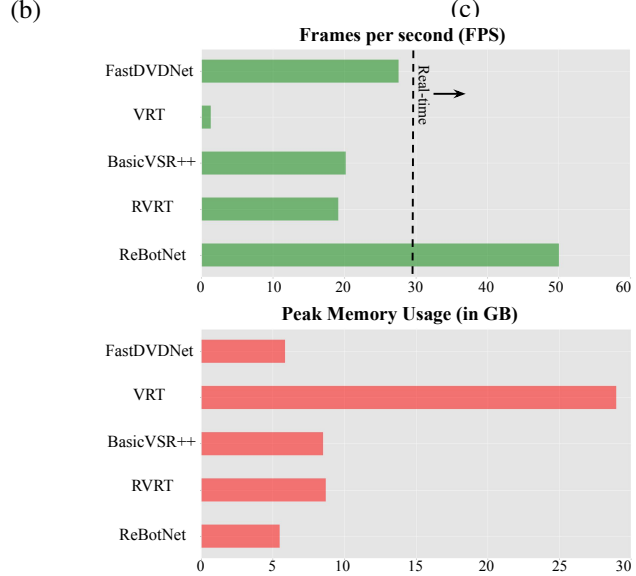 (b)
(c)
Frames per second (FPS)
FastDVDNet
VRT
BasicVSR++
RVRT
ReBotNet
Real-time
0 10 20 30 40 50 60
Peak Memory Usage (in GB)
FastDVDNet
VRT
BasicVSR++
RVRT
ReBotNet
0 5 10 15 20 25 30